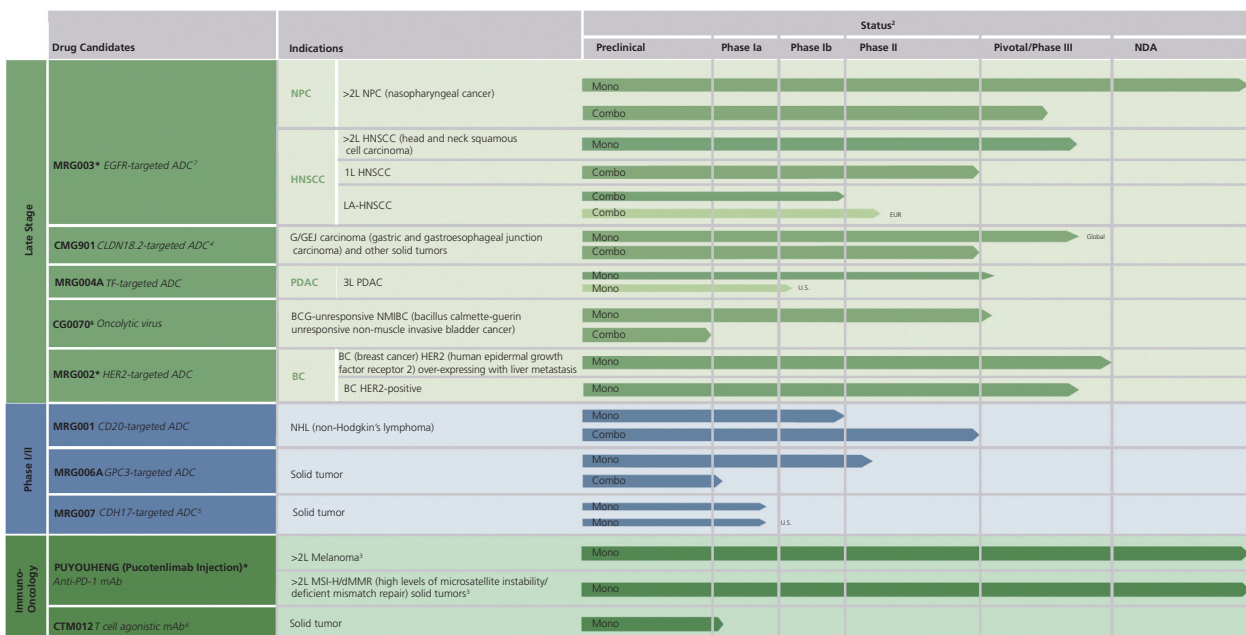 Status²
Drug Candidates
Indications
Preclinical
Phase Ia
Phase Ib
Phase II
Pivotal/Phase III
NDA
Late Stage
MRG003* EGFR-targeted ADC⁷
NPC
>2L NPC (nasopharyngeal cancer)
Mono
Combo
HNSCC
>2L HNSCC (head and neck squamous
cell carcinoma)
Mono
1L HNSCC
Combo
LA-HNSCC
Combo
Combo
EUR
CMG901 CLDN18.2-targeted ADC⁴
G/GEJ carcinoma (gastric and gastroesophageal junction
carcinoma) and other solid tumors
Mono
Global
Combo
MRG004A TF-targeted ADC
PDAC
3L PDAC
Mono
Mono
U.S.
CG0070⁶ Oncolytic virus
BCG-unresponsive NMIBC (bacillus calmette-guerin
unresponsive non-muscle invasive bladder cancer)
Mono
Combo
MRG002* HER2-targeted ADC
BC
BC (breast cancer) HER2 (human epidermal growth
factor receptor 2) over-expressing with liver metastasis
Mono
BC HER2-positive
Mono
Phase I/II
MRG001 CD20-targeted ADC
NHL (non-Hodgkin's lymphoma)
Mono
Combo
MRG006A GPC3-targeted ADC
Solid tumor
Mono
Combo
MRG007 CDH17-targeted ADC⁵
Solid tumor
Mono
Mono
U.S.
Immuno-
Oncology
PUYOUHENG (Pucotenlimab Injection)*
Anti-PD-1 mAb
>2L Melanoma³
Mono
>2L MSI-H/dMMR (high levels of microsatellite instability/
deficient mismatch repair) solid tumors³
Mono
CTM012 T cell agonistic mAb⁶
Solid tumor
Mono